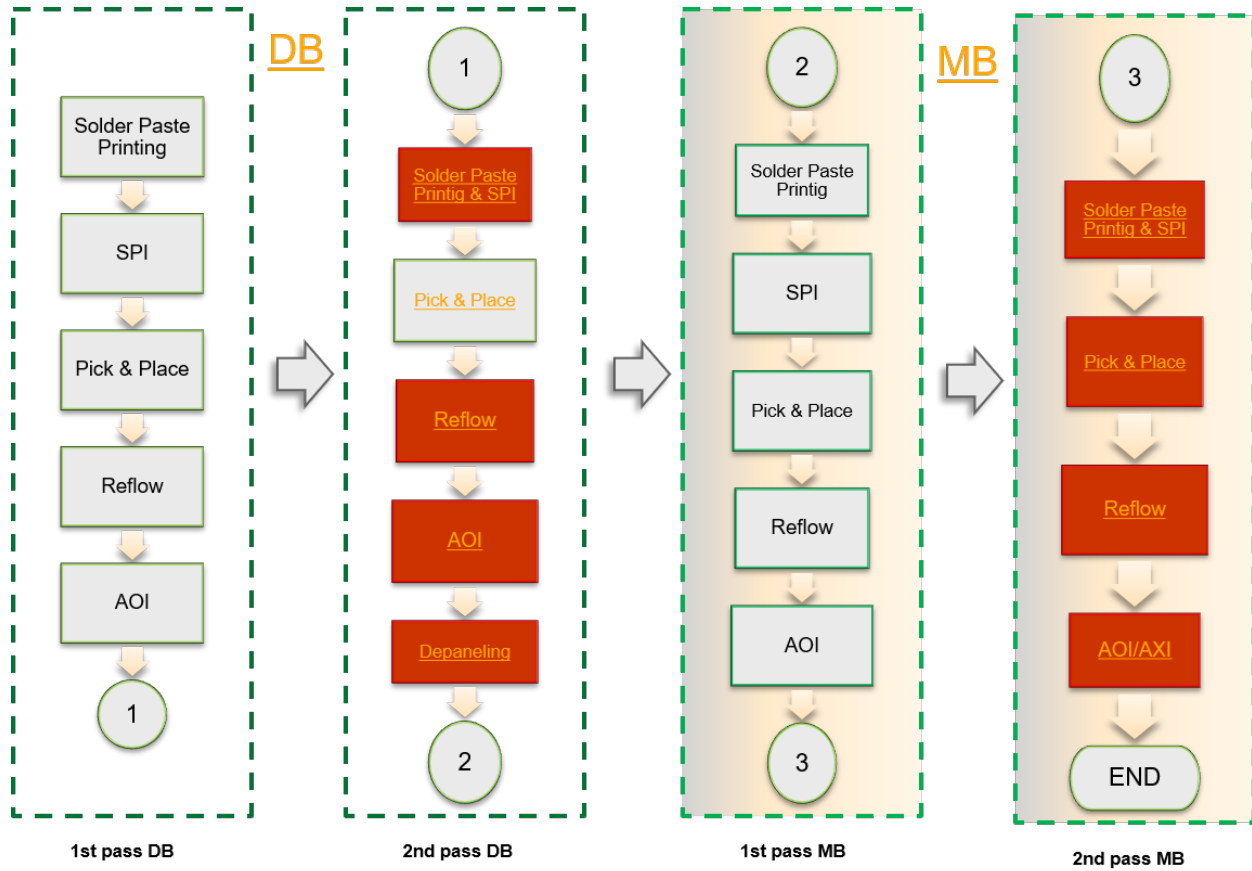 DB
MB
Solder Paste
Printing
SPI
Pick & Place
Reflow
AOI
1
1st pass DB
1
Solder Paste
Printig & SPI
Pick & Place
Reflow
AOI
Depaneling
2
2nd pass DB
2
Solder Paste
Printig
SPI
Pick & Place
Reflow
AOI
3
1st pass MB
3
Solder Paste
Printig & SPI
Pick & Place
Reflow
AOI/AXI
END
2nd pass MB